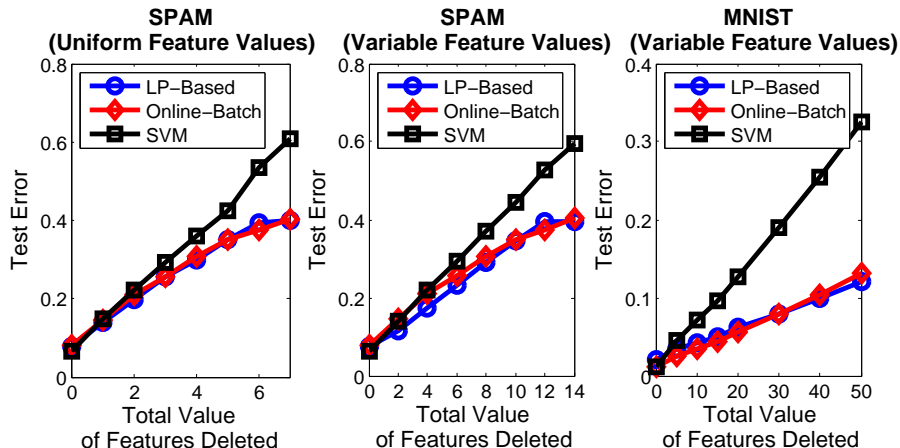 SPAM
(Uniform Feature Values)
0.8
0.6
0.4
0.2
0
Test Error
LP−Based
Online−Batch
SVM
0
2
4
6
Total Value
of Features Deleted
SPAM
(Variable Feature Values)
0.8
0.6
0.4
0.2
0
Test Error
LP−Based
Online−Batch
SVM
0
2
4
6
8
10
12
14
Total Value
of Features Deleted
MNIST
(Variable Feature Values)
0.4
0.3
0.2
0.1
0
Test Error
LP−Based
Online−Batch
SVM
0
10
20
30
40
50
Total Value
of Features Deleted